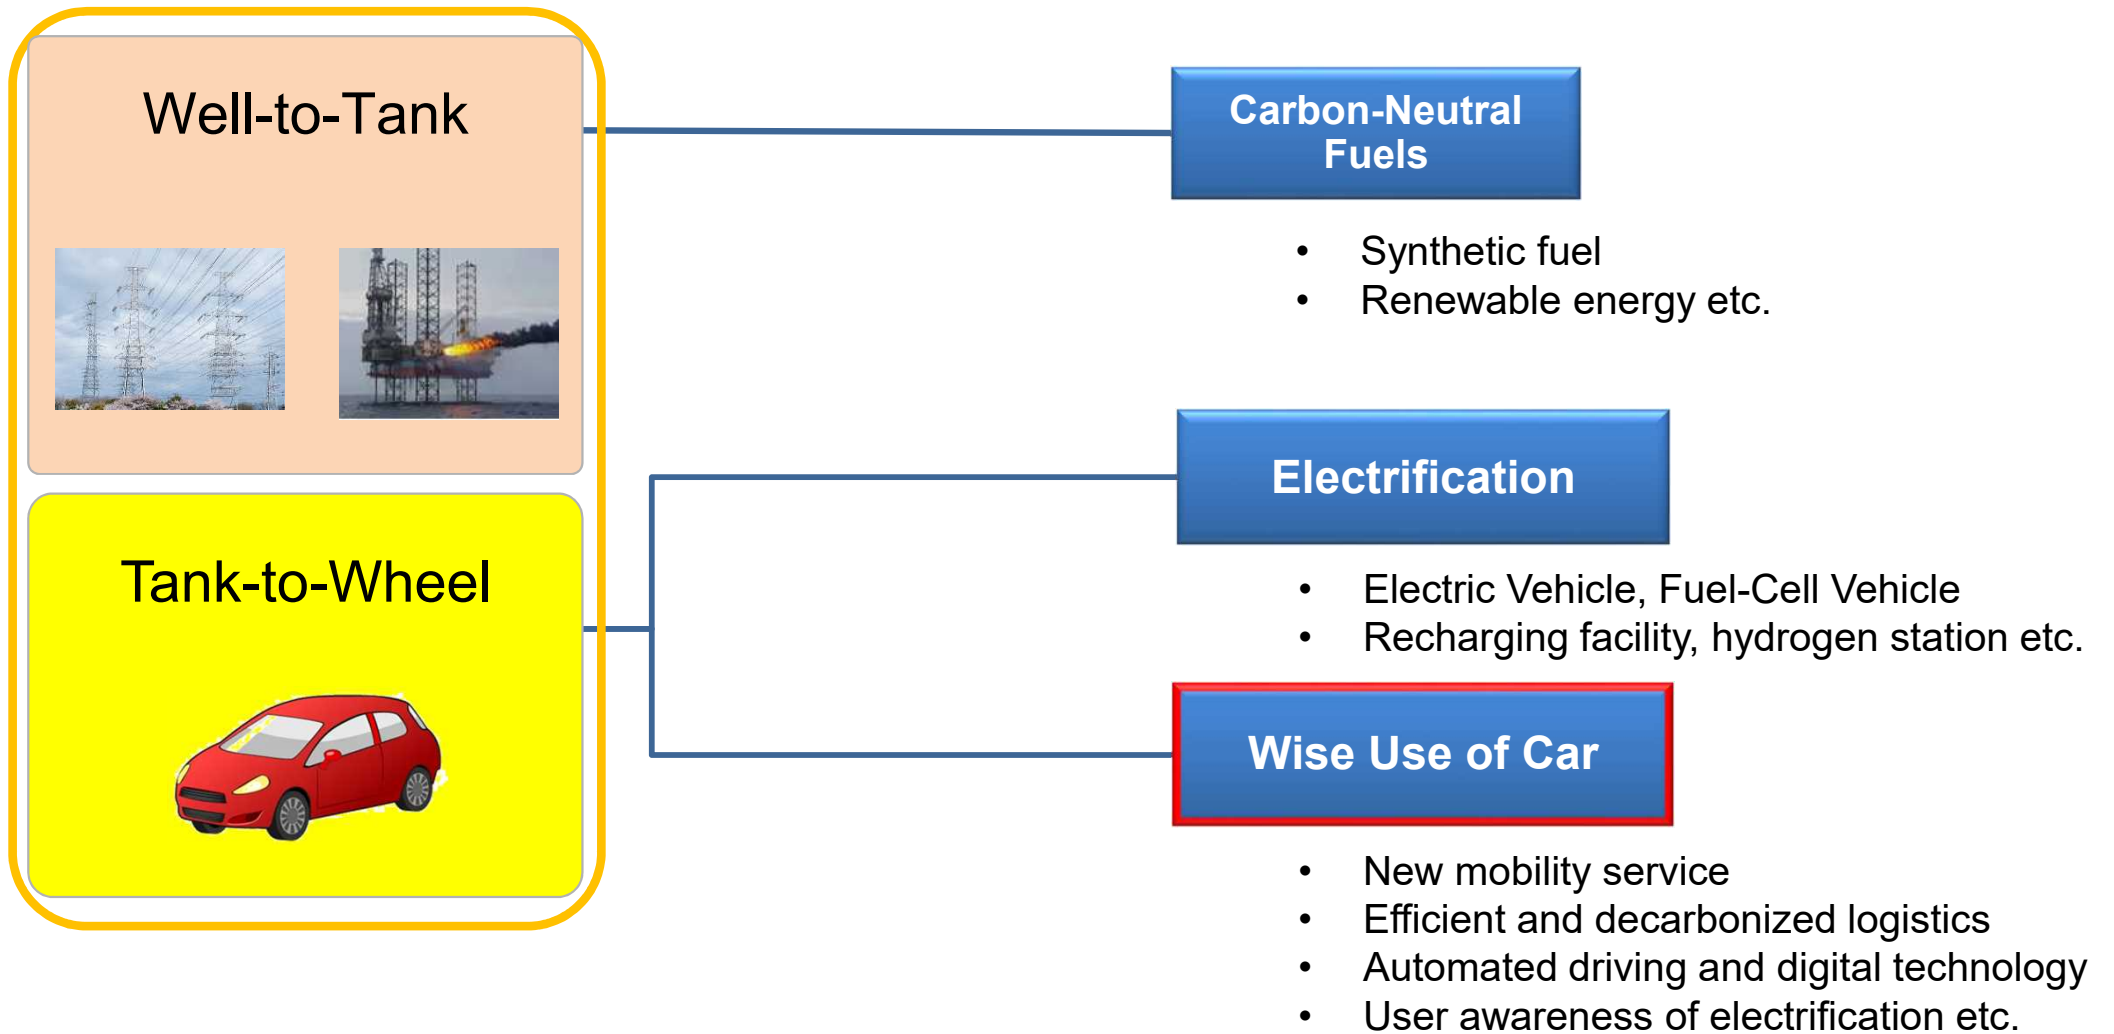 Well-to-Tank
Carbon-Neutral
Fuels
• Synthetic fuel
• Renewable energy etc.
Tank-to-Wheel
Electrification
• Electric Vehicle, Fuel-Cell Vehicle
• Recharging facility, hydrogen station etc.
Wise Use of Car
• New mobility service
• Efficient and decarbonized logistics
• Automated driving and digital technology
• User awareness of electrification etc.